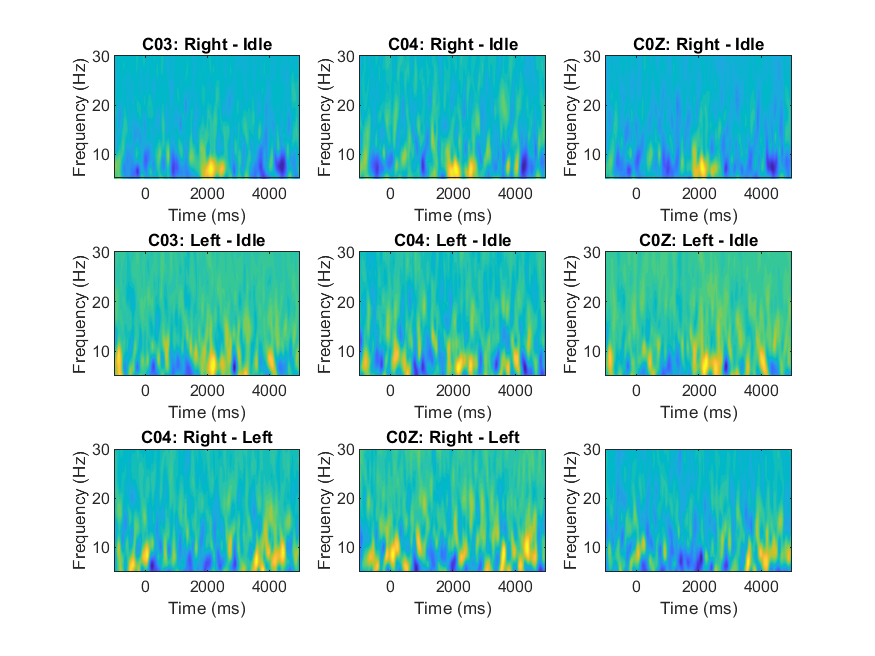 C03: Right - Idle
C04: Right - Idle
C0Z: Right - Idle
30
20
10
Frequency (Hz)
0 2000 4000
Time (ms)
30
20
10
Frequency (Hz)
0 2000 4000
Time (ms)
30
20
10
Frequency (Hz)
0 2000 4000
Time (ms)
C03: Left - Idle
C04: Left - Idle
C0Z: Left - Idle
30
20
10
Frequency (Hz)
0 2000 4000
Time (ms)
30
20
10
Frequency (Hz)
0 2000 4000
Time (ms)
30
20
10
Frequency (Hz)
0 2000 4000
Time (ms)
C04: Right - Left
C0Z: Right - Left
30
20
10
Frequency (Hz)
0 2000 4000
Time (ms)
30
20
10
Frequency (Hz)
0 2000 4000
Time (ms)
30
20
10
Frequency (Hz)
0 2000 4000
Time (ms)